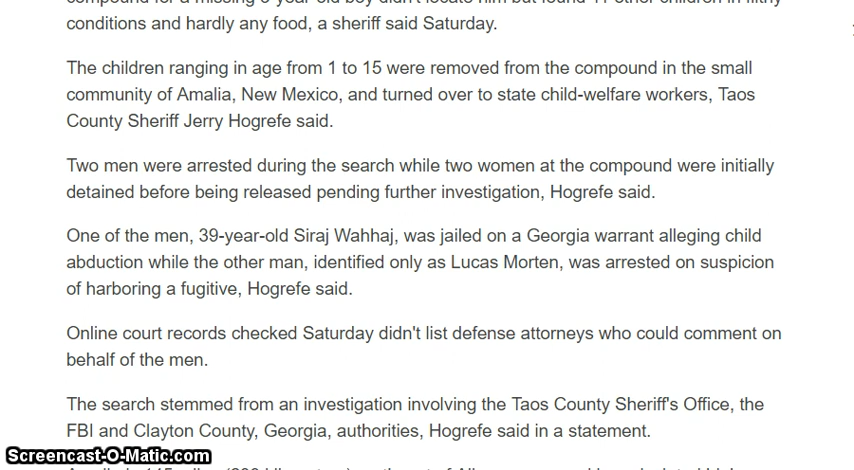 conditions and hardly any food, a sheriff said Saturday.
The children ranging in age from 1 to 15 were removed from the compound in the small
community of Amalia, New Mexico, and turned over to state child-welfare workers, Taos
County Sheriff Jerry Hogrefe said.
Two men were arrested during the search while two women at the compound were initially
detained before being released pending further investigation, Hogrefe said.
One of the men, 39-year-old Siraj Wahhaj, was jailed on a Georgia warrant alleging child
abduction while the other man, identified only as Lucas Morten, was arrested on suspicion
of harboring a fugitive, Hogrefe said.
Online court records checked Saturday didn't list defense attorneys who could comment on
behalf of the men.
The search stemmed from an investigation involving the Taos County Sheriff's Office, the
FBI and Clayton County, Georgia, authorities, Hogrefe said in a statement.
Screencast-O-Matic.com